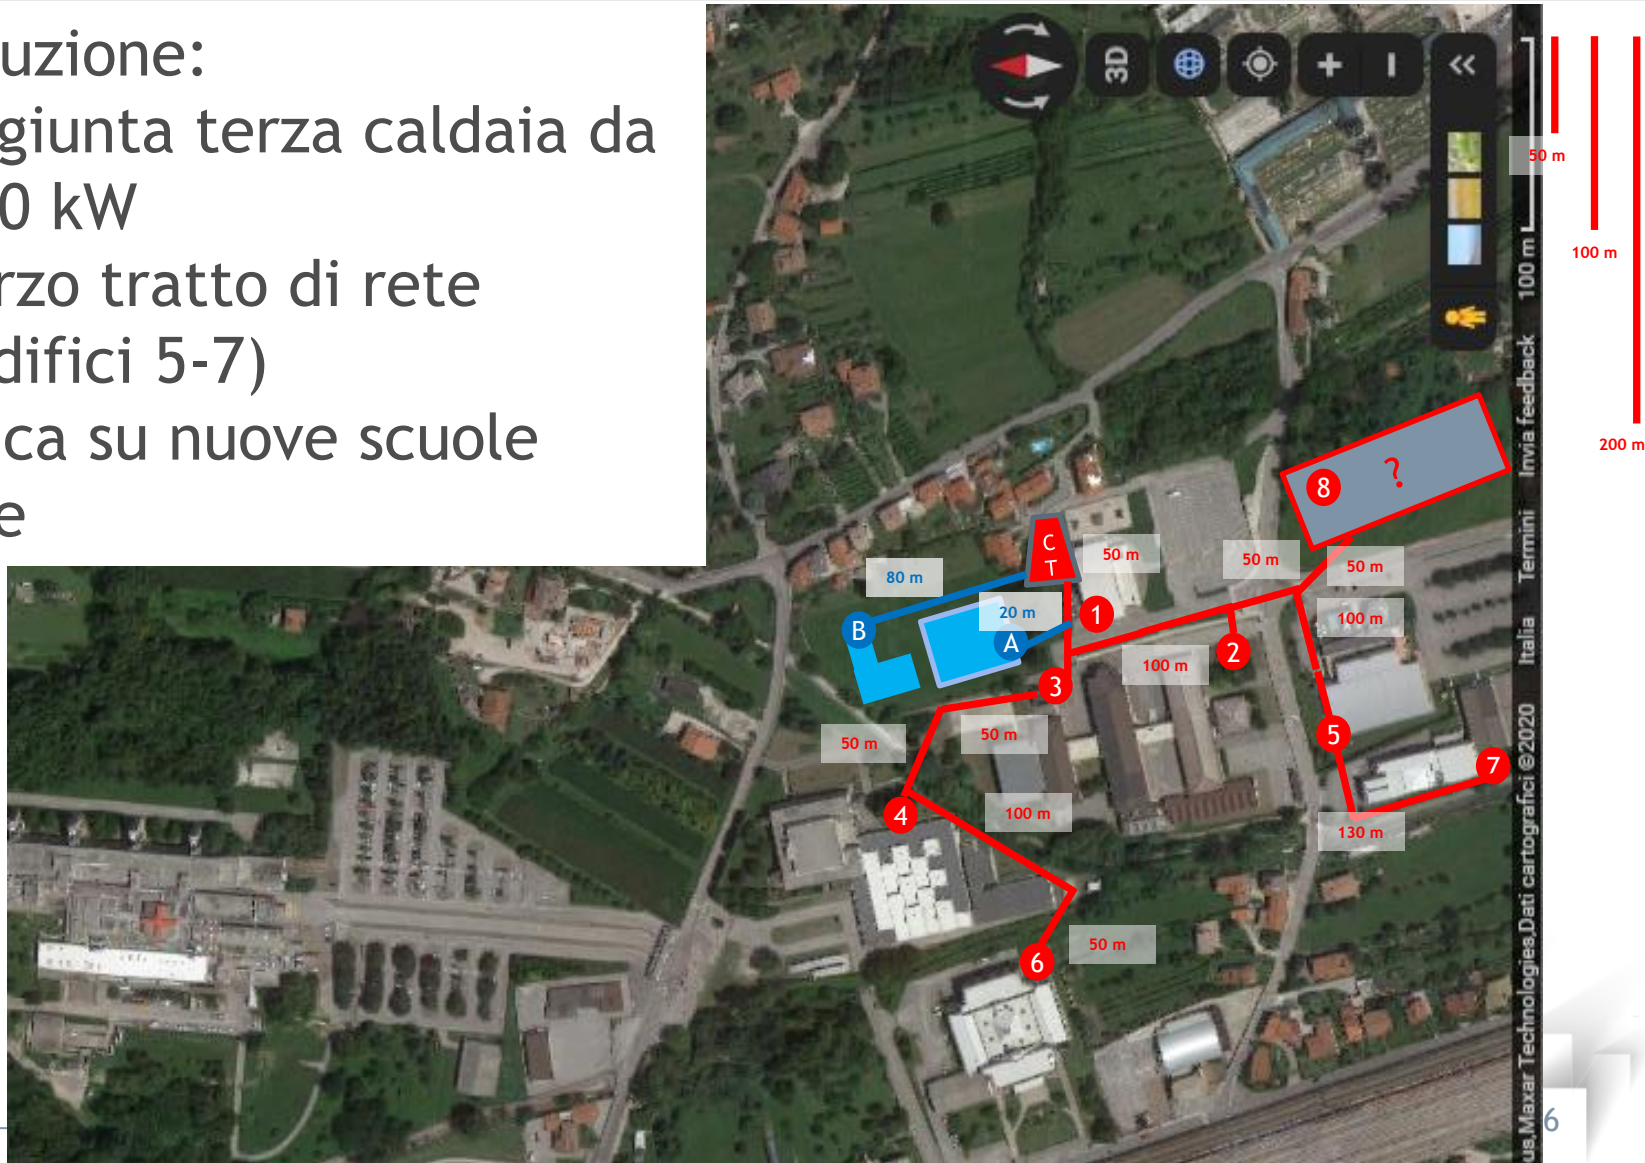 uzione:
giunta terza caldaia da
0 kW
rzo tratto di rete
difici 5-7)
ca su nuove scuole
e
3D
50 m
100 m
200 m
100 m
Invia feedback
Termini
Italia
us,Maxar Technologies,Dati cartografici ©2020
8
?
C
T
50 m
50 m
50 m
80 m
20 m
1
100 m
B
A
2
100 m
3
50 m
50 m
5
7
4
100 m
130 m
50 m
6
6